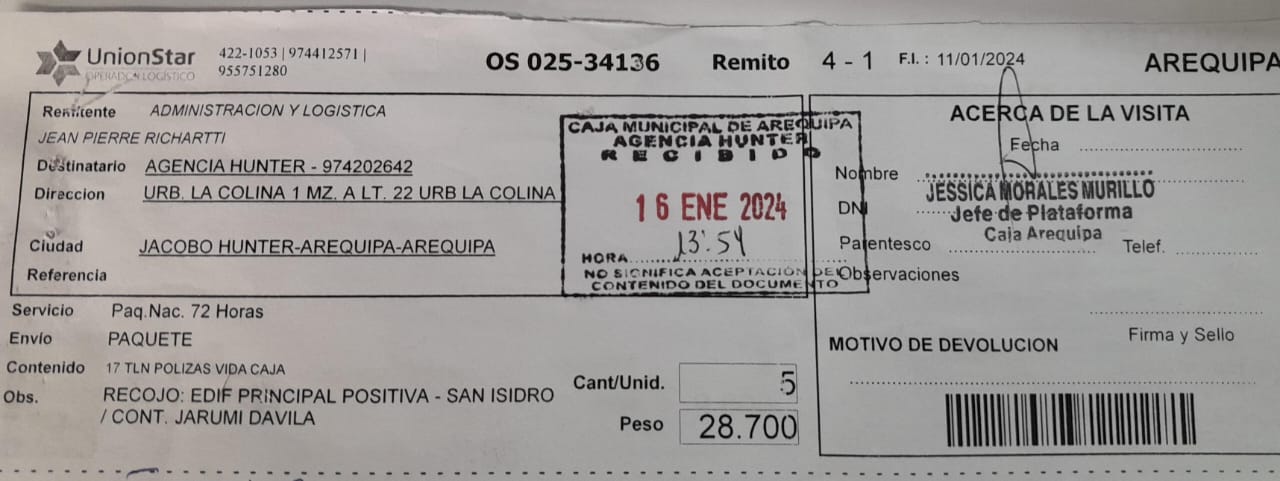 UnionStar
OPERADOR LOGÍSTICO
422-1053 | 974412571 |
955751280
OS 025-34136 Remito 4 - 1 F.I. : 11/01/2024 AREQUIPA
Remitente ADMINISTRACION Y LOGISTICA
JEAN PIERRE RICHARTTI
Destinatario AGENCIA HUNTER - 974202642
Direccion URB. LA COLINA 1 MZ. A LT. 22 URB LA COLINA
Ciudad JACOBO HUNTER-AREQUIPA-AREQUIPA
Referencia
CAJA MUNICIPAL DE AREQUIPA
AGENCIA HUNTER
RECIBIDO
16 ENE 2024
HORA 13:54
NO SIGNIFICA ACEPTACIÓN DEL
CONTENIDO DEL DOCUMENTO
ACERCA DE LA VISITA
Fecha
Nombre
JESSICA MORALES MURILLO
DNI
Jefe de Plataforma
Caja Arequipa
Parentesco Telef.
Observaciones
Firma y Sello
MOTIVO DE DEVOLUCION
Servicio Paq.Nac. 72 Horas
Envío PAQUETE
Contenido 17 TLN POLIZAS VIDA CAJA
Obs. RECOJO: EDIF PRINCIPAL POSITIVA - SAN ISIDRO
/ CONT. JARUMI DAVILA
Cant/Unid. 5
Peso 28.700